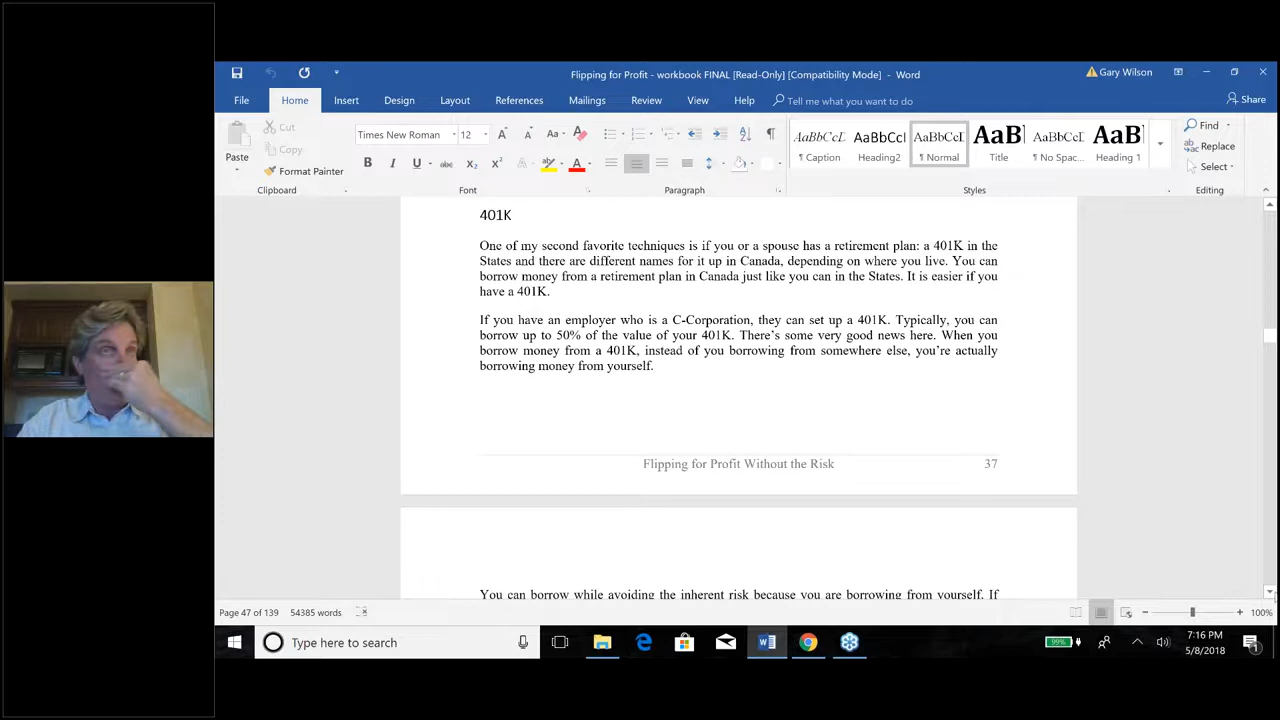 Flipping for Profit - workbook FINAL [Read-Only] [Compatibility Mode] - Word
Gary Wilson
File Home Insert Design Layout References Mailings Review View Help Tell me what you want to do
Share
Paste
Cut
Copy
Format Painter
Clipboard
Times New Roman 12
Font
Paragraph
AaBbCcD AaBbCcI AaBbCcD AaB AaBbCcD AaB
¶ Caption Heading2 ¶ Normal Title ¶ No Spac... Heading 1
Styles
Find
Replace
Select
Editing
401K
One of my second favorite techniques is if you or a spouse has a retirement plan: a 401K in the
States and there are different names for it up in Canada, depending on where you live. You can
borrow money from a retirement plan in Canada just like you can in the States. It is easier if you
have a 401K.
If you have an employer who is a C-Corporation, they can set up a 401K. Typically, you can
borrow up to 50% of the value of your 401K. There's some very good news here. When you
borrow money from a 401K, instead of you borrowing from somewhere else, you're actually
borrowing money from yourself.
Flipping for Profit Without the Risk 37
You can borrow while avoiding the inherent risk because you are borrowing from yourself. If
Page 47 of 139 54385 words
100%
Type here to search
99%
7:16 PM
5/8/2018
1